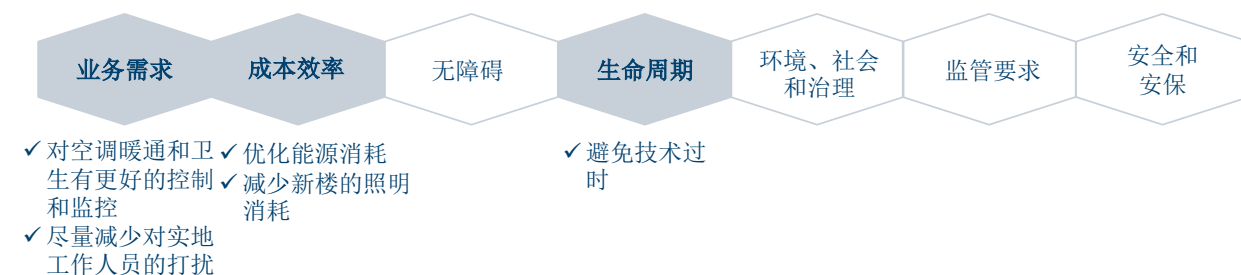 业务需求
成本效率
无障碍
生命周期
环境、社会
和治理
监管要求
安全和
安保
✓ 对空调暖通和卫
生有更好的控制
和监控
✓ 尽量减少对实地
工作人员的打扰
✓ 优化能源消耗
✓ 减少新楼的照明
消耗
✓ 避免技术过
时